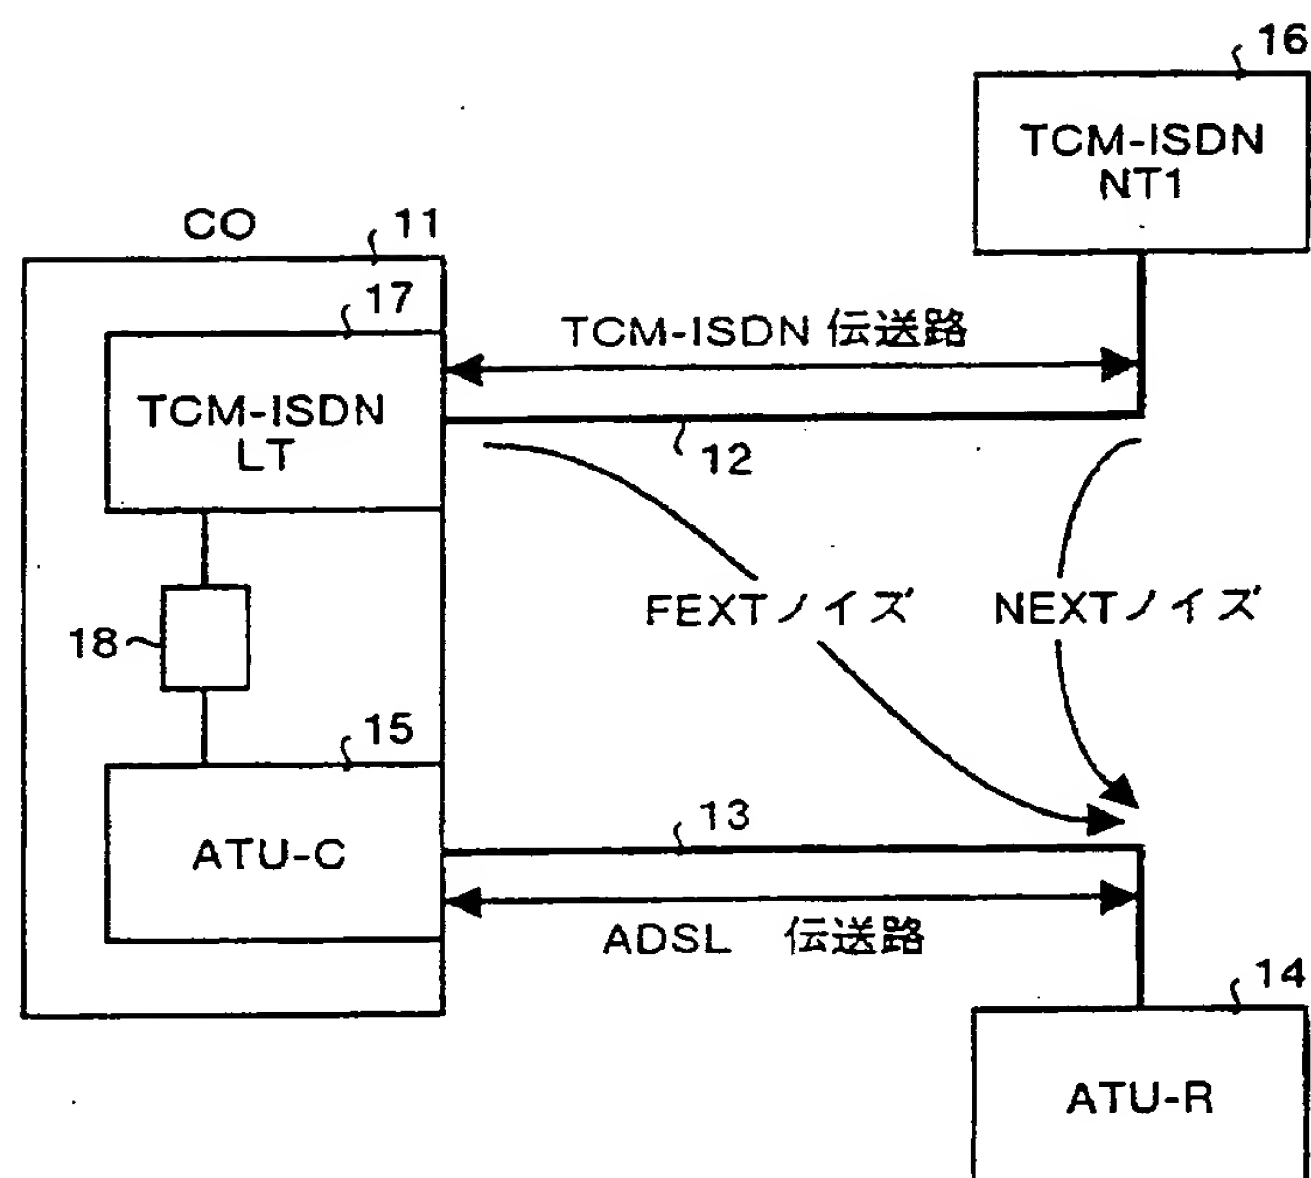 16
TCM-ISDN
NT1
CO
11
17
TCM-ISDN 伝送路
TCM-ISDN
LT
12
FEXTノイズ
NEXTノイズ
18
15
13
ATU-C
ADSL 伝送路
14
ATU-R